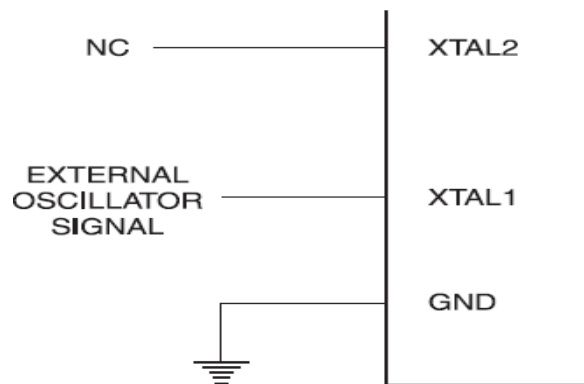 NC
XTAL2
EXTERNAL
OSCILLATOR
SIGNAL
XTAL1
GND